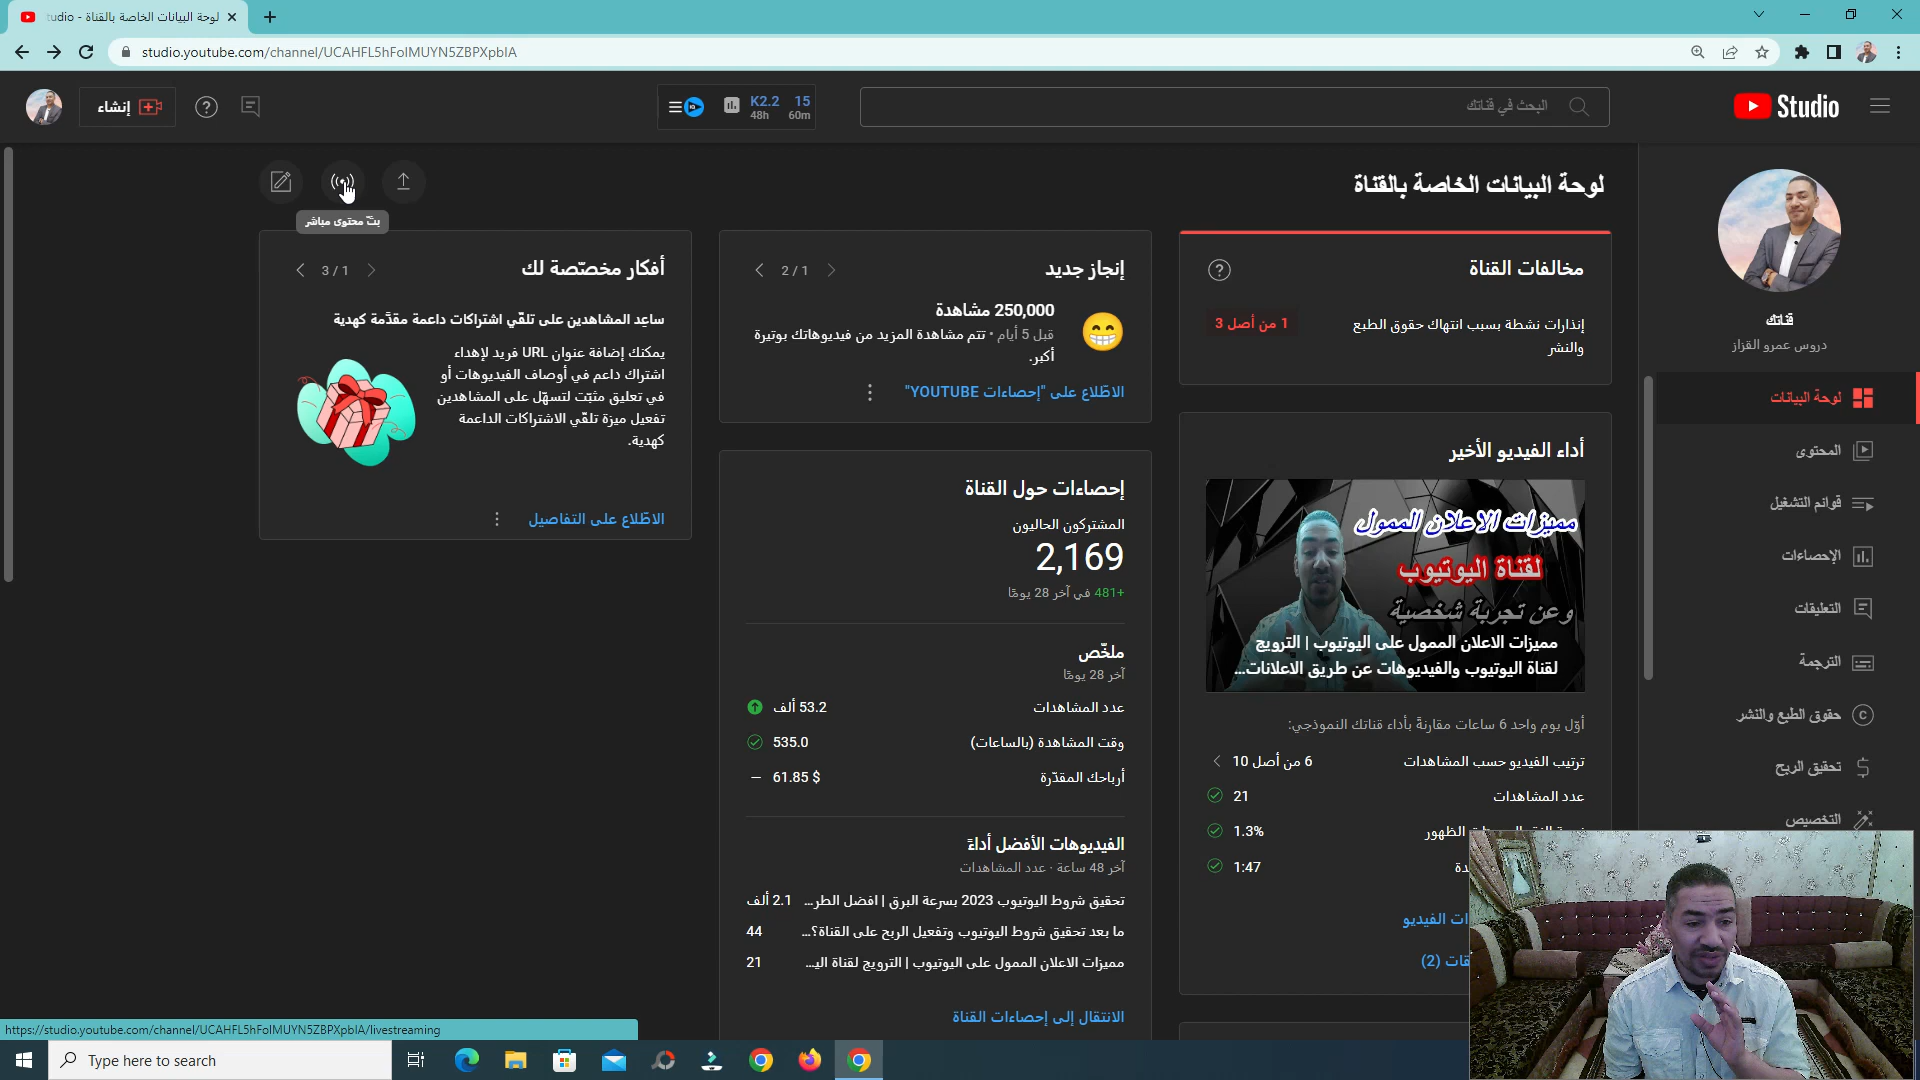 لوحة البيانات الخاصة بالقناة - tudio
studio.youtube.com/channel/UCAHFL5hFolMUYN5ZBPXpbIA
إنشاء
K2.2
15
48h
60m
البحث في قناتك
Studio
لوحة البيانات الخاصة بالقناة
بث محتوى مباشر
مخالفات القناة
إنذارات نشطة بسبب انتهاك حقوق الطبع
والنشر
1 من أصل 3
أداء الفيديو الأخير
مميزات الاعلان الممول
لقناة اليوتيوب
وعن تجربة شخصية
مميزات الاعلان الممول على اليوتيوب | الترويج
لقناة اليوتيوب والفيديوهات عن طريق الاعلانات...
أوّل يوم واحد 6 ساعات مقارنةً بأداء قناتك النموذجي:
ترتيب الفيديو حسب المشاهدات
6 من أصل 10
عدد المشاهدات
21
الظهور
1.3%
1:47
ات الفيديو
قات (2)
إنجاز جديد
2 / 1
250,000 مشاهدة
قبل 5 أيام • تتم مشاهدة المزيد من فيديوهاتك بوتيرة
أكبر.
الاطّلاع على "إحصاءات YOUTUBE"
إحصاءات حول القناة
المشتركون الحاليون
2,169
+481 في آخر 28 يومًا
ملخّص
آخر 28 يومًا
عدد المشاهدات
53.2 ألف
وقت المشاهدة (بالساعات)
535.0
أرباحك المقدّرة
61.85 $
—
الفيديوهات الأفضل أداءً
آخر 48 ساعة · عدد المشاهدات
تحقيق شروط اليوتيوب 2023 بسرعة البرق | افضل الطر...
2.1 ألف
ما بعد تحقيق شروط اليوتيوب وتفعيل الربح على القناة؟...
44
مميزات الاعلان الممول على اليوتيوب | الترويج لقناة الي...
21
الانتقال إلى إحصاءات القناة
أفكار مخصّصة لك
3 / 1
ساعِد المشاهدين على تلقّي اشتراكات داعمة مقدَّمة كهدية
يمكنك إضافة عنوان URL فريد لإهداء
اشتراك داعم في أوصاف الفيديوهات أو
في تعليق مثبّت لتسهّل على المشاهدين
تفعيل ميزة تلقّي الاشتراكات الداعمة
كهدية.
الاطّلاع على التفاصيل
قناتك
دروس عمرو القزاز
لوحة البيانات
المحتوى
قوائم التشغيل
الإحصاءات
التعليقات
الترجمة
حقوق الطبع والنشر
تحقيق الربح
التخصيص
https://studio.youtube.com/channel/UCAHFL5hFolMUYN5ZBPXpbIA/livestreaming
Type here to search